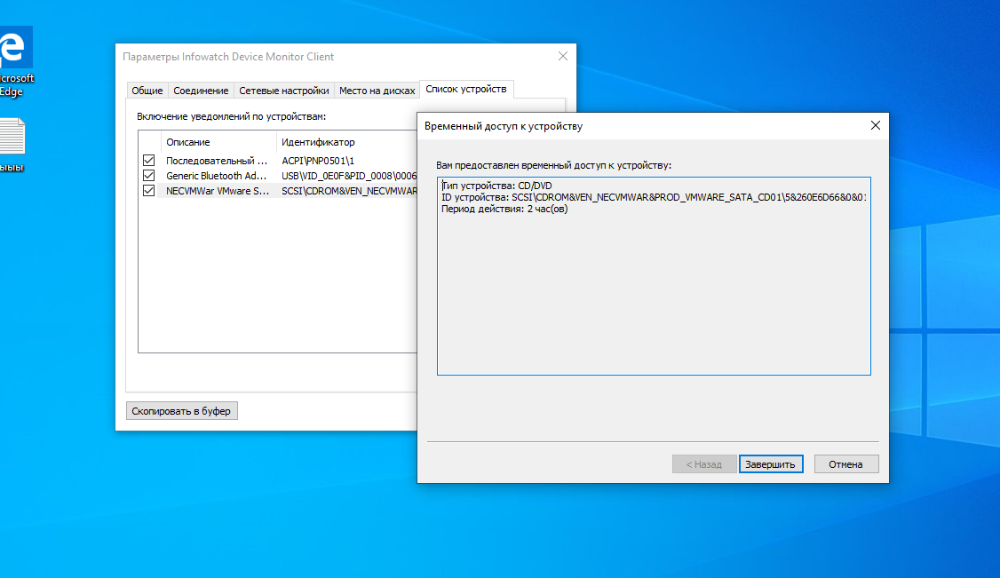 Microsoft
Edge
Параметры Infowatch Device Monitor Client
Общие
Соединение
Сетевые настройки
Место на дисках
Список устройств
Включение уведомлений по устройствам:
Описание Идентификатор
Последовательный ... ACPI\PNP0501\1
Generic Bluetooth Ad... USB\VID_0E0F&PID_0008\0006
NECVMWar VMware S... SCSI\CDROM&VEN_NECVMWAR
Скопировать в буфер
Временный доступ к устройству
Вам предоставлен временный доступ к устройству:
Тип устройства: CD/DVD
ID устройства: SCSI\CDROM&VEN_NECVMWAR&PROD_VMWARE_SATA_CD01\5&260E6D66&0&01
Период действия: 2 час(ов)
< Назад
Завершить
Отмена